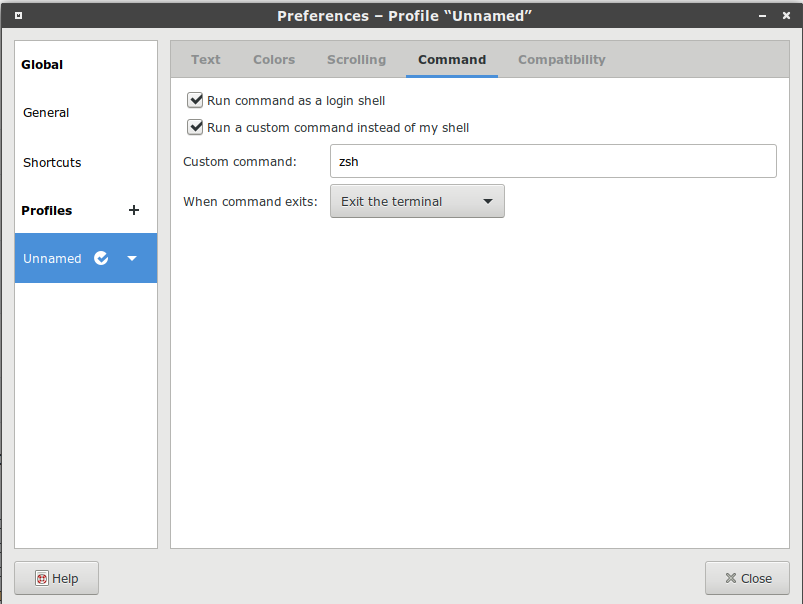 Preferences – Profile “Unnamed”
Global
General
Shortcuts
Profiles +
Unnamed
Text Colors Scrolling Command Compatibility
Run command as a login shell
Run a custom command instead of my shell
Custom command: zsh
When command exits: Exit the terminal
Help
Close